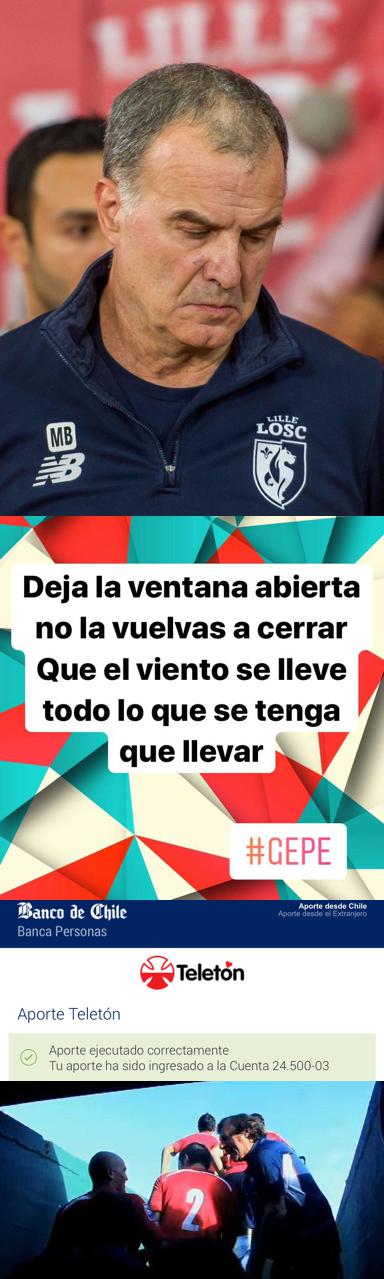 LILLE
LILLE
LOSC
MB
NB
Deja la ventana abierta
no la vuelvas a cerrar
Que el viento se lleve
todo lo que se tenga
que llevar
#GEPE
Banco de Chile
Aporte desde Chile
Aporte desde el Extranjero
Banca Personas
Teletón
Aporte Teletón
Aporte ejecutado correctamente
Tu aporte ha sido ingresado a la Cuenta 24.500-03
2